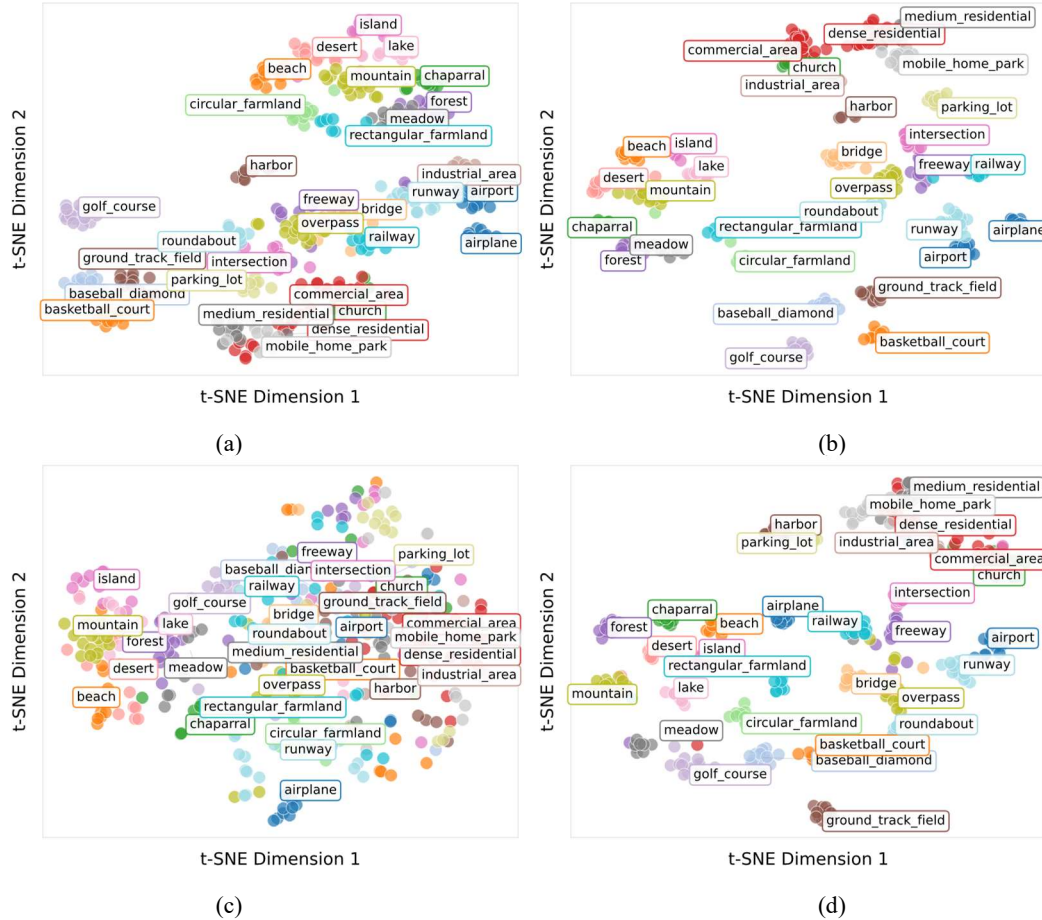 island
desert
lake
beach
mountain
chaparral
circular_farmland
forest
meadow
rectangular_farmland
harbor
industrial_area
runway
airport
golf_course
freeway
bridge
overpass
roundabout
railway
airplane
ground_track_field
intersection
parking_lot
baseball_diamond
commercial_area
basketball_court
medium_residential
church
dense_residential
mobile_home_park
t-SNE Dimension 2
t-SNE Dimension 1
(a)
medium_residential
dense_residential
commercial_area
church
mobile_home_park
industrial_area
harbor
parking_lot
intersection
beach
island
bridge
lake
freeway
railway
desert
mountain
overpass
roundabout
chaparral
rectangular_farmland
runway
airplane
meadow
forest
circular_farmland
airport
ground_track_field
baseball_diamond
basketball_court
golf_course
t-SNE Dimension 2
t-SNE Dimension 1
(b)
freeway
parking_lot
baseball_dia
intersection
island
railway
church
golf_course
ground_track_field
bridge
lake
commercial_area
mountain
airport
roundabout
mobile_home_park
forest
medium_residential
dense_residential
desert
meadow
basketball_court
industrial_area
overpass
harbor
beach
rectangular_farmland
chaparral
circular_farmland
runway
airplane
t-SNE Dimension 2
t-SNE Dimension 1
(c)
medium_residential
mobile_home_park
harbor
dense_residential
parking_lot
industrial_area
commercial_area
church
intersection
airplane
chaparral
forest
beach
railway
freeway
airport
desert
island
rectangular_farmland
runway
bridge
mountain
lake
overpass
circular_farmland
roundabout
meadow
basketball_court
baseball_diamond
golf_course
ground_track_field
t-SNE Dimension 2
t-SNE Dimension 1
(d)